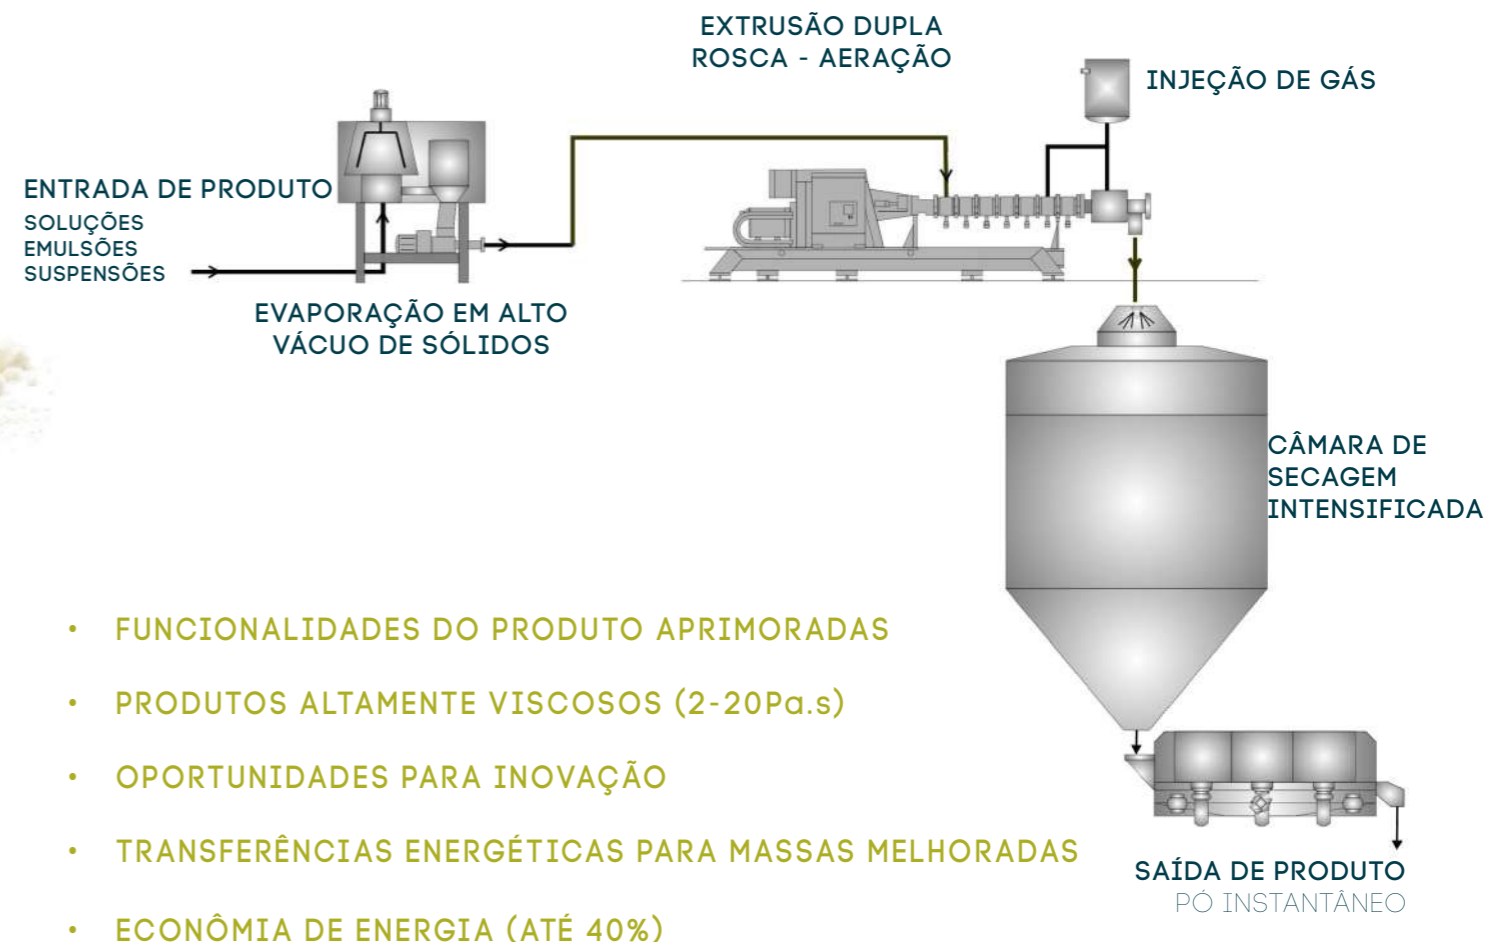 EXTRUSÃO DUPLA
ROSCA - AERAÇÃO
INJEÇÃO DE GÁS
ENTRADA DE PRODUTO
SOLUÇÕES
EMULSÕES
SUSPENSÕES
EVAPORAÇÃO EM ALTO
VÁCUO DE SÓLIDOS
CÂMARA DE
SECAGEM
INTENSIFICADA
• FUNCIONALIDADES DO PRODUTO APRIMORADAS
• PRODUTOS ALTAMENTE VISCOSOS (2-20Pa.s)
• OPORTUNIDADES PARA INOVAÇÃO
• TRANSFERÊNCIAS ENERGÉTICAS PARA MASSAS MELHORADAS
• ECONÔMIA DE ENERGIA (ATÉ 40%)
SAÍDA DE PRODUTO
PÓ INSTANTÂNEO